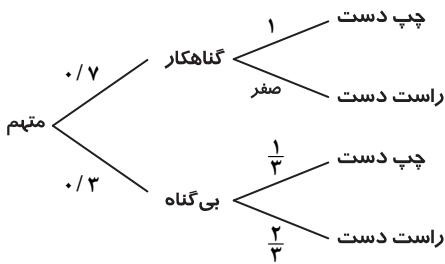 چپ دست
۱
گناهکار
۰/۷
صفر
راست دست
متهم
چپ دست
۱/۳
۰/۳
بی‌گناه
۲/۳
راست دست